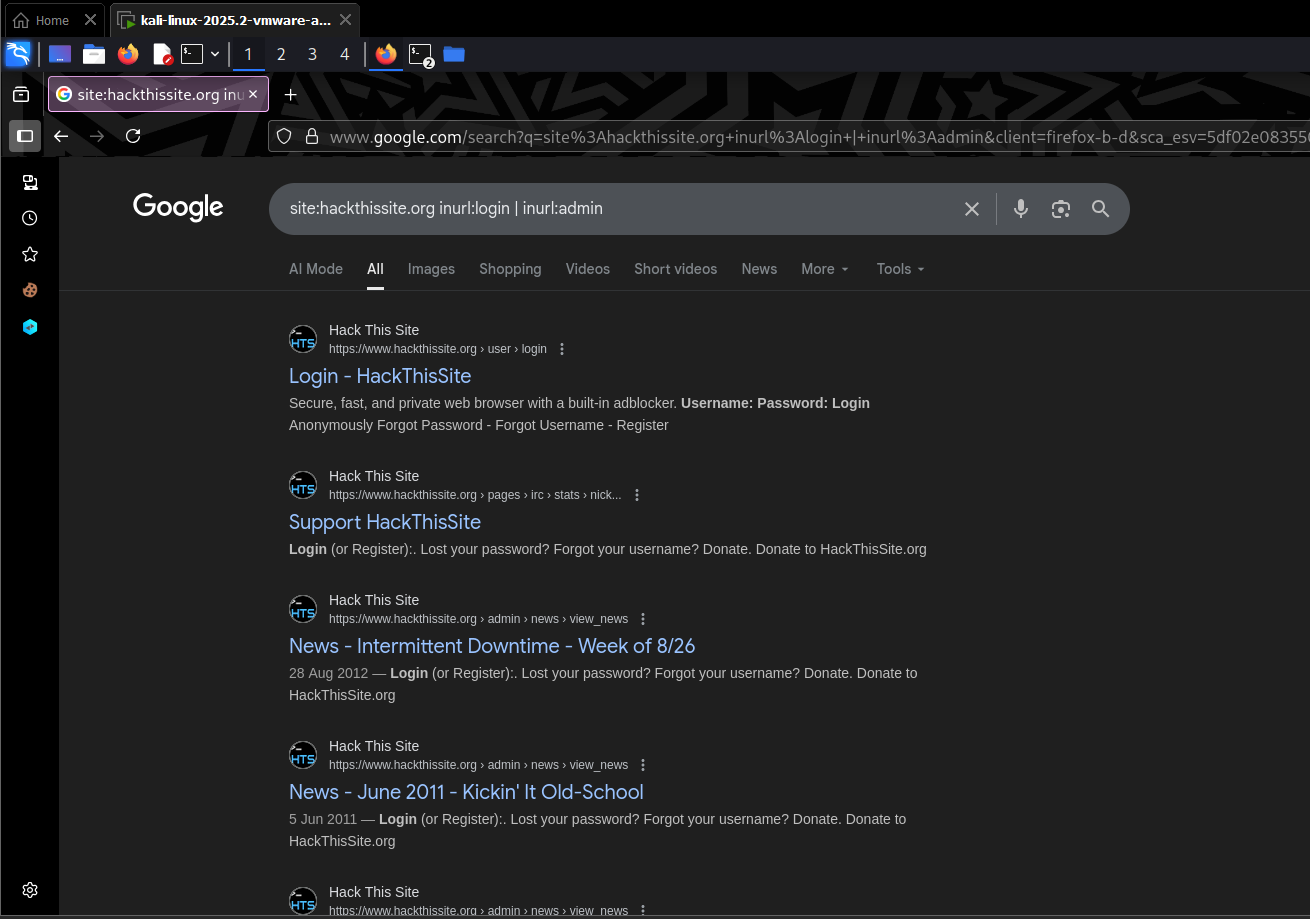 Home
kali-linux-2025.2-vmware-a...
1 2 3 4
2
site:hackthissite.org inu
www.google.com/search?q=site%3Ahackthissite.org+inurl%3Alogin+|+inurl%3Aadmin&client=firefox-b-d&sca_esv=5df02e083550
Google
site:hackthissite.org inurl:login | inurl:admin
AI Mode All Images Shopping Videos Short videos News More Tools
Hack This Site
https://www.hackthissite.org › user › login
Login - HackThisSite
Secure, fast, and private web browser with a built-in adblocker. Username: Password: Login
Anonymously Forgot Password - Forgot Username - Register
Hack This Site
https://www.hackthissite.org › pages › irc › stats › nick...
Support HackThisSite
Login (or Register):. Lost your password? Forgot your username? Donate. Donate to HackThisSite.org
Hack This Site
https://www.hackthissite.org › admin › news › view_news
News - Intermittent Downtime - Week of 8/26
28 Aug 2012 — Login (or Register):. Lost your password? Forgot your username? Donate. Donate to
HackThisSite.org
Hack This Site
https://www.hackthissite.org › admin › news › view_news
News - June 2011 - Kickin' It Old-School
5 Jun 2011 — Login (or Register):. Lost your password? Forgot your username? Donate. Donate to
HackThisSite.org
Hack This Site
https://www.hackthissite.org › admin › news › view_news